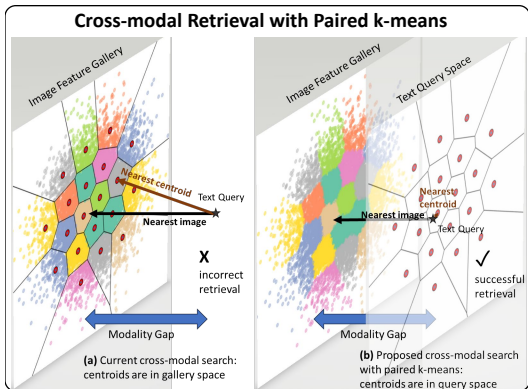 Cross-modal Retrieval with Paired k-means
Image Feature Gallery
Nearest centroid
Text Query
Nearest image
X
incorrect
retrieval
Modality Gap
(a) Current cross-modal search:
centroids are in gallery space
Image Feature Gallery
Text Query Space
Nearest
centroid
Nearest image
Text Query
✓
successful
retrieval
Modality Gap
(b) Proposed cross-modal search
with paired k-means:
centroids are in query space